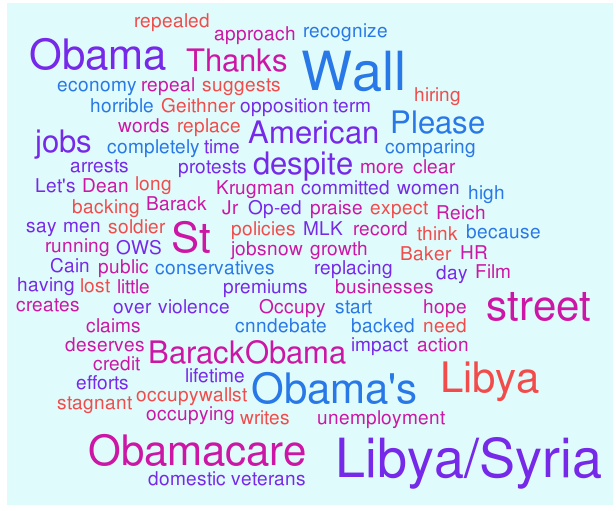 repealed
approach recognize
Obama Thanks Wall
economy repeal suggests
hiring
horrible Geithner opposition term
words replace American Please
jobs completely time comparing
arrests protests despite more clear
Let's Dean long Krugman committed women high
backing Barack Jr Op-ed praise expect Reich
say men soldier St policies MLK record think because
running OWS jobsnow growth Baker HR
Cain public conservatives replacing day Film
having lost little premiums businesses
creates over violence Occupy start hope street
claims cnndebate backed need
deserves BarackObama impact action
credit
efforts lifetime Obama's Libya
stagnant occupywallst
occupying writes unemployment
Obamacare Libya/Syria
domestic veterans